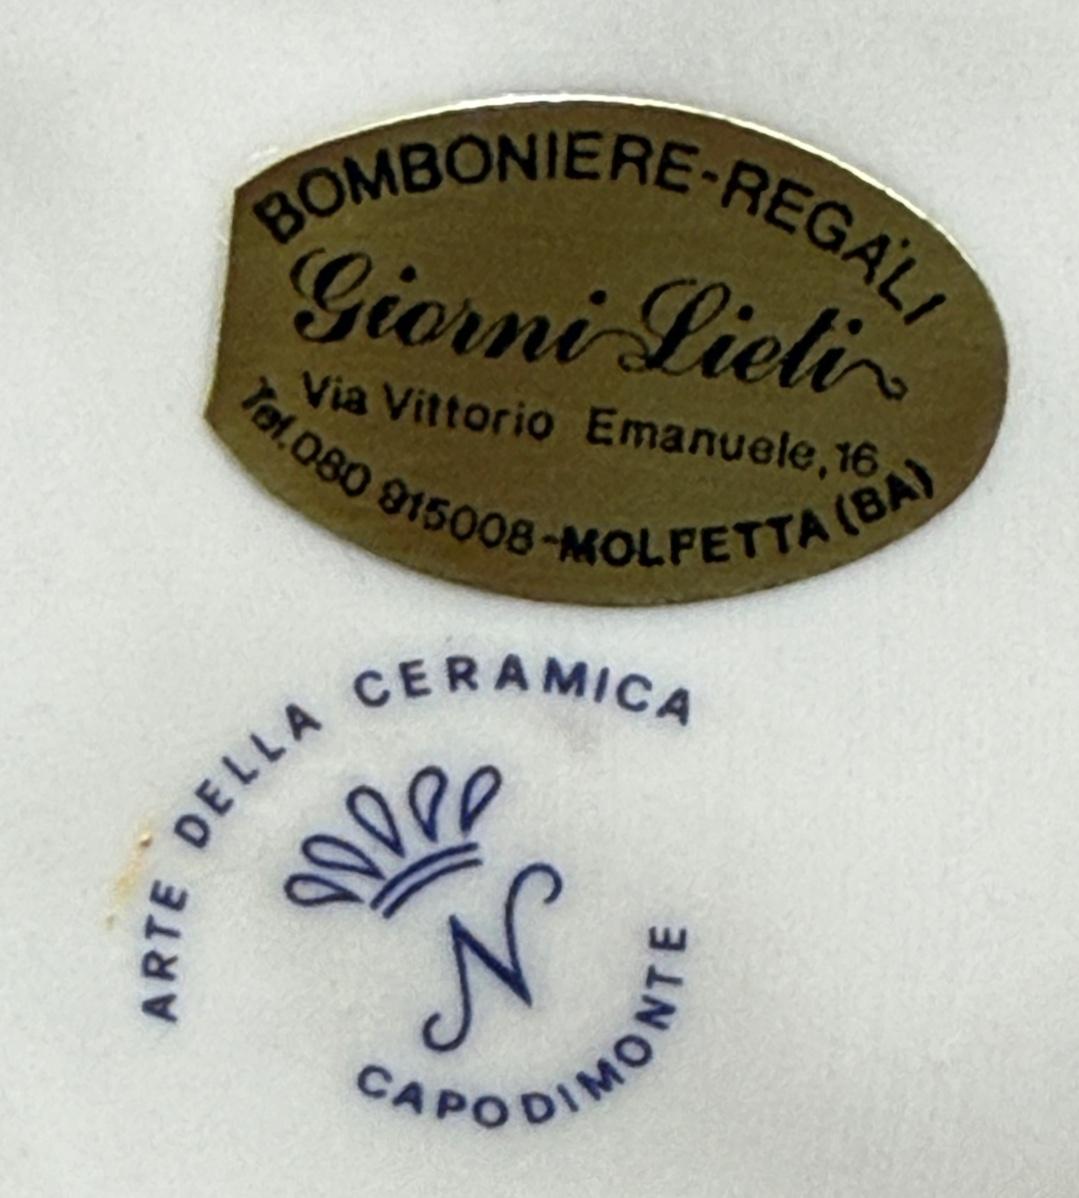 BOMBONIERE-REGALI
Giorni Lieti
Via Vittorio Emanuele, 16
Tel. 080 915008-MOLFETTA (BA)
ARTE DELLA CERAMICA
N
CAPODIMONTE